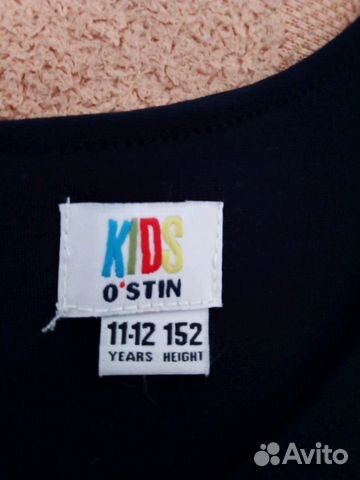 KIDS
O'STIN
11-12 152
YEARS HEIGHT
Avito